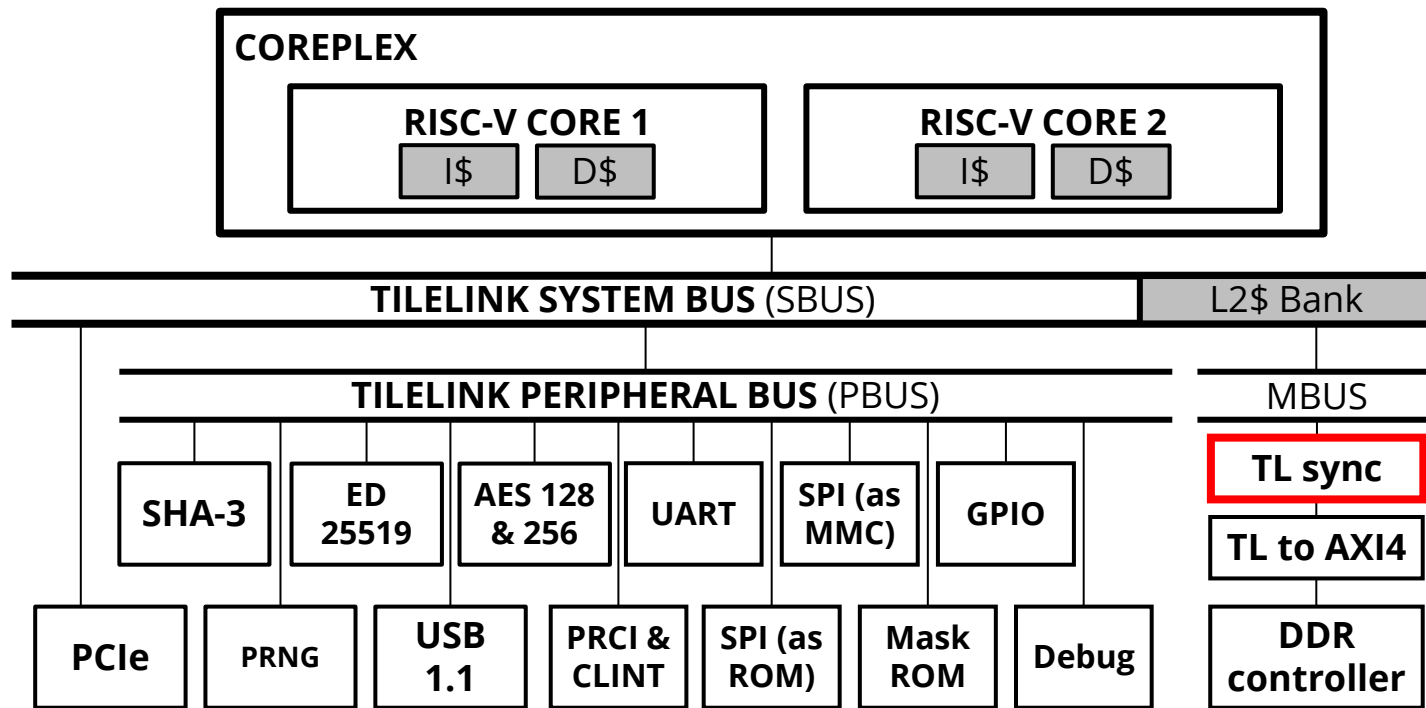 COREPLEX
RISC-V CORE 1
I$
D$
RISC-V CORE 2
I$
D$
TILELINK SYSTEM BUS (SBUS)
L2$ Bank
TILELINK PERIPHERAL BUS (PBUS)
MBUS
SHA-3
ED
25519
AES 128
& 256
UART
SPI (as
MMC)
GPIO
TL sync
TL to AXI4
PCIe
PRNG
USB
1.1
PRCI &
CLINT
SPI (as
ROM)
Mask
ROM
Debug
DDR
controller